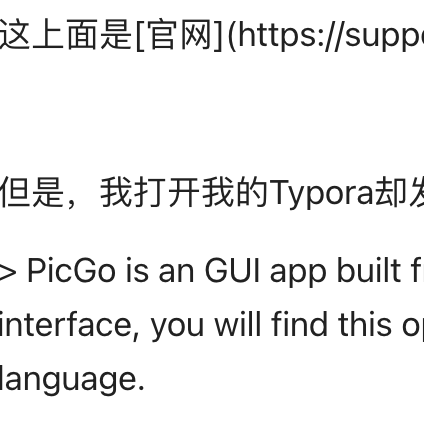 这上面是[官网](https://supp
但是，我打开我的Typora却
> PicGo is an GUI app built
interface, you will find this
language.